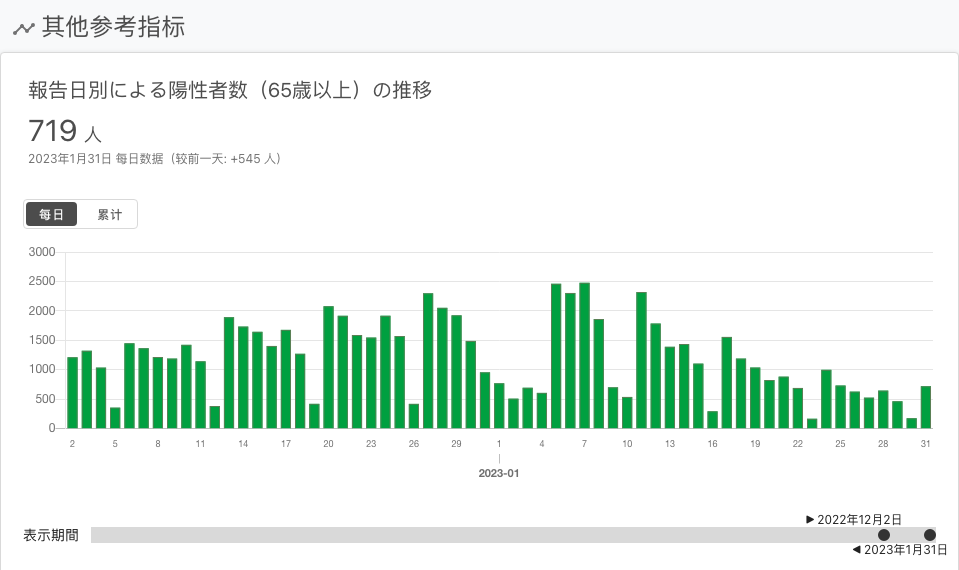 其他参考指标
報告日別による陽性者数（65歳以上）の推移
719 人
2023年1月31日 每日数据（较前一天: +545 人）
每日 累计
3000
2500
2000
1500
1000
500
0
2 5 8 11 14 17 20 23 26 29 1 4 7 10 13 16 19 22 25 28 31
2023-01
2022年12月2日
表示期間
2023年1月31日